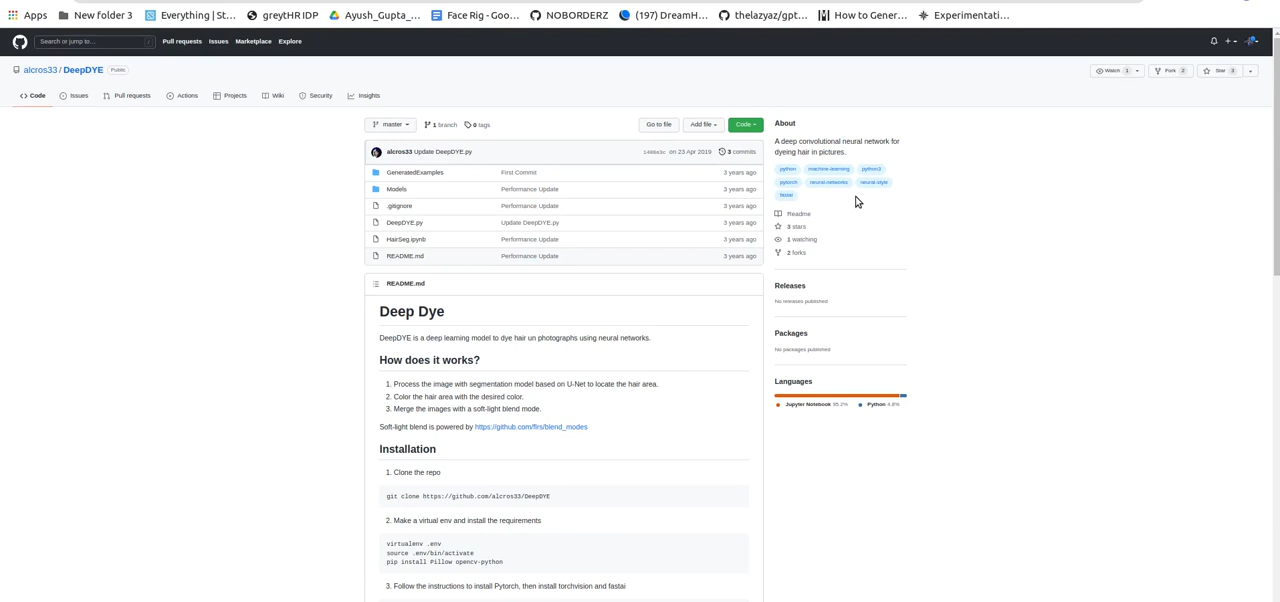 Apps New folder 3 Everything | St... greytHR IDP Ayush_Gupta_... Face Rig - Goo... NOBORDERZ (197) DreamH... thelazyaz/gpt... How to Gener... Experimentati...
Search or jump to... / Pull requests Issues Marketplace Explore
alcros33 / DeepDYE Public Watch 1 Fork 2 Star 3
Code Issues Pull requests Actions Projects Wiki Security Insights
master 1 branch 0 tags Go to file Add file Code
alcros33 Update DeepDYE.py on 23 Apr 2019 3 commits
GeneratedExamples First Commit 3 years ago
Models Performance Update 3 years ago
.gitignore Performance Update 3 years ago
DeepDYE.py Update DeepDYE.py 3 years ago
HairSeg.ipynb Performance Update 3 years ago
README.md Performance Update 3 years ago
README.md
Deep Dye
DeepDYE is a deep learning model to dye hair un photographs using neural networks.
How does it works?
1. Process the image with segmentation model based on U-Net to locate the hair area.
2. Color the hair area with the desired color.
3. Merge the images with a soft-light blend mode.
Soft-light blend is powered by https://github.com/flrs/blend_modes
Installation
1. Clone the repo
git clone https://github.com/alcros33/DeepDYE
2. Make a virtual env and install the requirements
virtualenv .env
source .env/bin/activate
pip install Pillow opencv-python
3. Follow the instructions to install Pytorch, then install torchvision and fastai
About
A deep convolutional neural network for
dyeing hair in pictures.
python machine-learning python3
pytorch neural-networks neural-style
fastai
Readme
3 stars
1 watching
2 forks
Releases
No releases published
Packages
No packages published
Languages
Jupyter Notebook 95.2% Python 4.8%